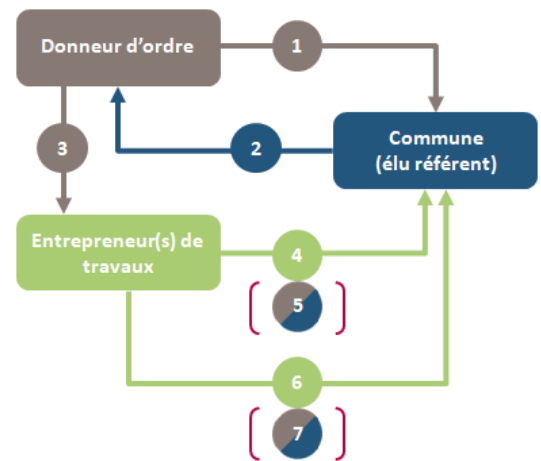 Donneur d'ordre
1
Commune
(élu référent)
2
3
Entrepreneur(s) de
travaux
4
5
6
7